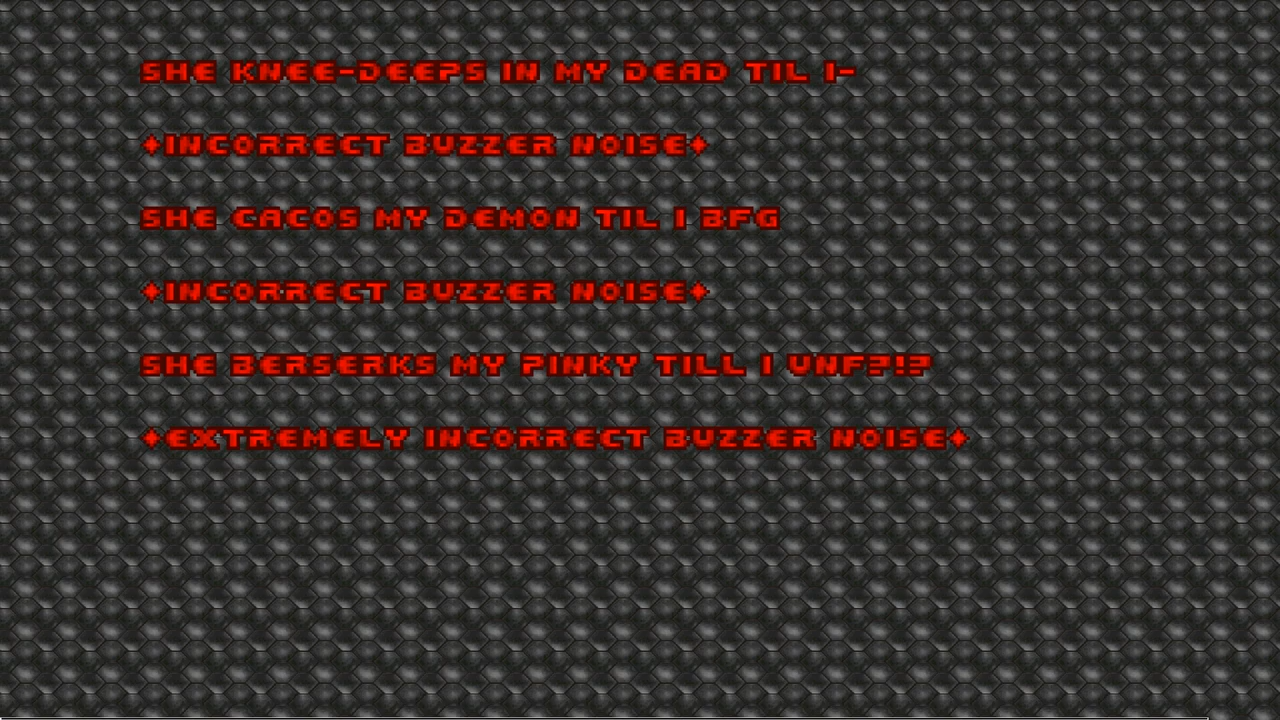 SHE KNEE-DEEPS IN MY DEAD TIL I-
*INCORRECT BUZZER NOISE*
SHE CACOS MY DEMON TIL I BFG
*INCORRECT BUZZER NOISE*
SHE BERSERKS MY PINKY TILL I VNF?!?
*EXTREMELY INCORRECT BUZZER NOISE*